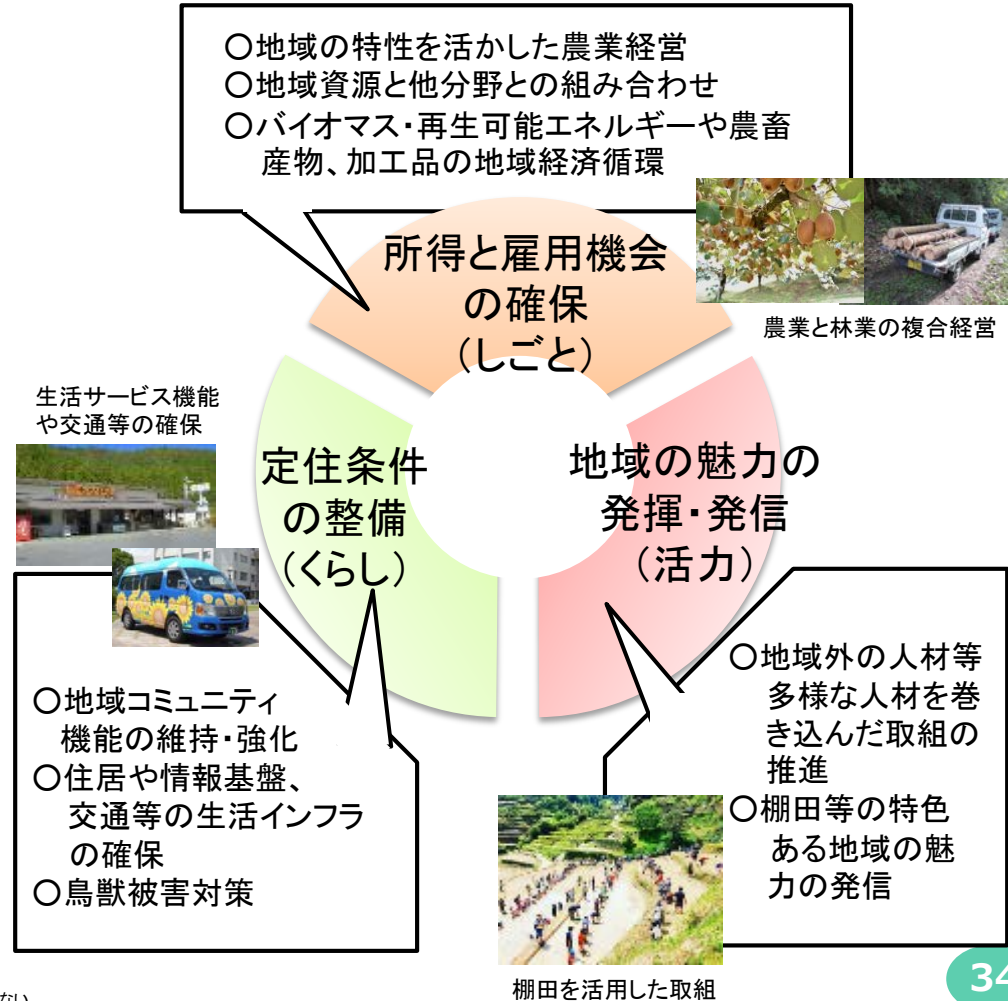 〇地域の特性を活かした農業経営
〇地域資源と他分野との組み合わせ
〇バイオマス・再生可能エネルギーや農畜
産物、加工品の地域経済循環
所得と雇用機会
の確保
（しごと）
農業と林業の複合経営
生活サービス機能
や交通等の確保
定住条件
の整備
（くらし）
地域の魅力の
発揮・発信
（活力）
〇地域コミュニティ
機能の維持・強化
〇住居や情報基盤、
交通等の生活インフラ
の確保
〇鳥獣被害対策
〇地域外の人材等
多様な人材を巻
き込んだ取組の
推進
〇棚田等の特色
ある地域の魅
力の発信
棚田を活用した取組
34
ない